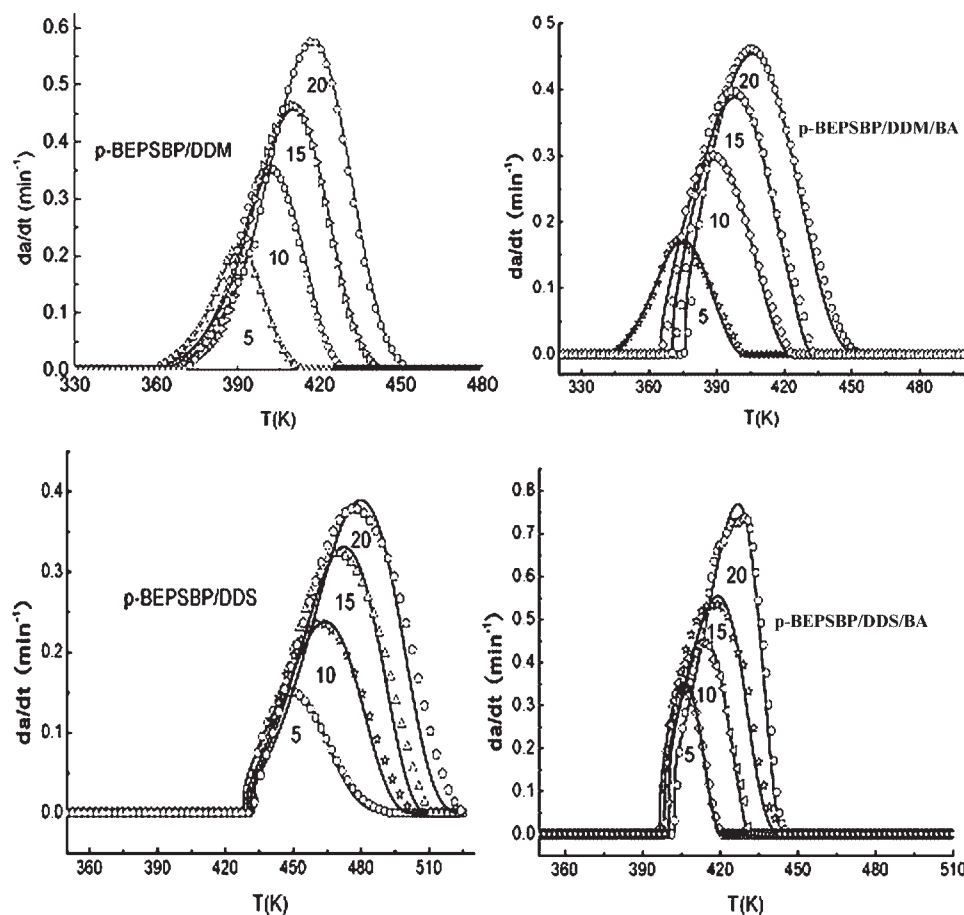 0.6
0.5
0.4
0.3
0.2
0.1
0.0
da/dt (min⁻¹)
p-BEPSBP/DDM
20
15
10
5
330 360 390 420 450 480
T(K)
0.5
0.4
0.3
0.2
0.1
0.0
da/dt (min⁻¹)
p-BEPSBP/DDM/BA
20
15
10
5
330 360 390 420 450 480
T(K)
0.4
0.3
0.2
0.1
0.0
da/dt (min⁻¹)
p-BEPSBP/DDS
20
15
10
5
360 390 420 450 480 510
T(K)
0.8
0.7
0.6
0.5
0.4
0.3
0.2
0.1
0.0
da/dt (min⁻¹)
p-BEPSBP/DDS/BA
20
15
10
5
360 390 420 450 480 510
T(K)